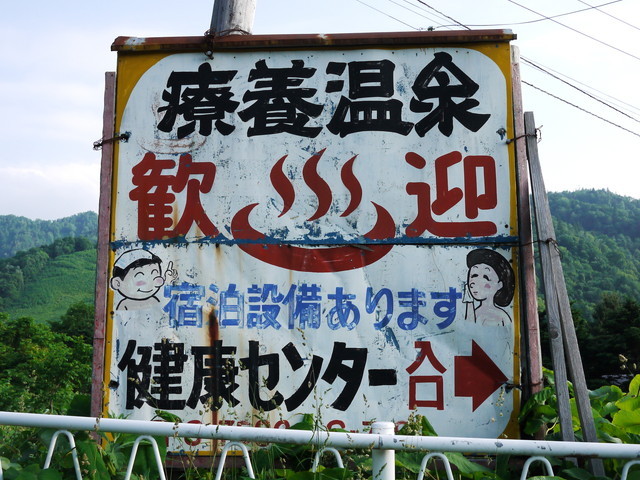 療養温泉
歓迎
宿泊設備あります
健康センター入口